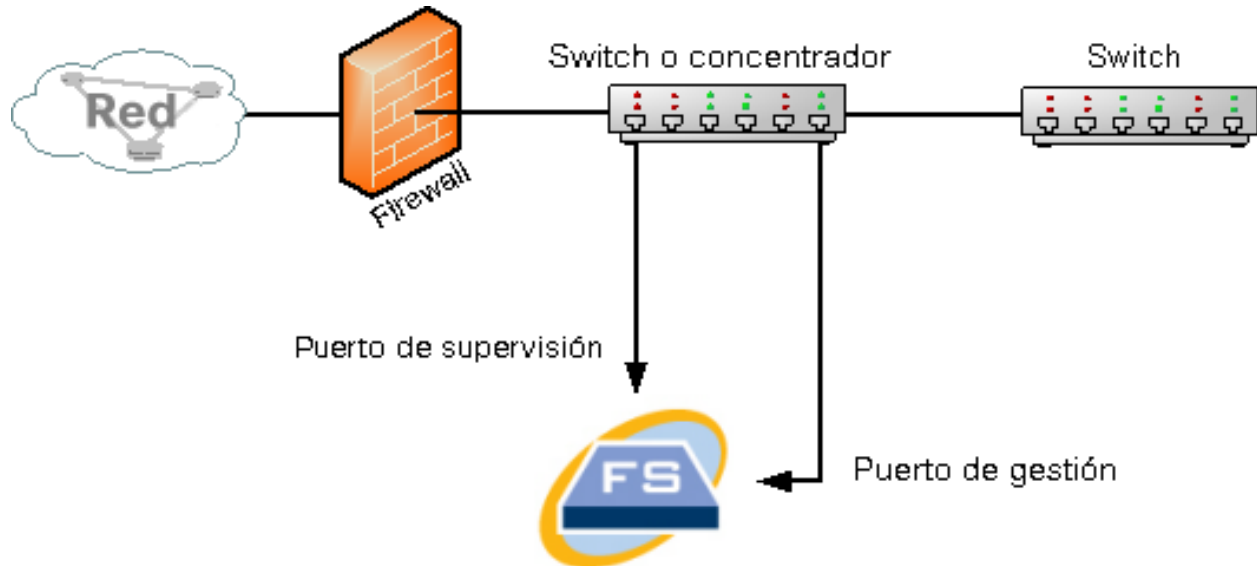 Red
Firewall
Switch o concentrador
Switch
Puerto de supervisión
FS
Puerto de gestión